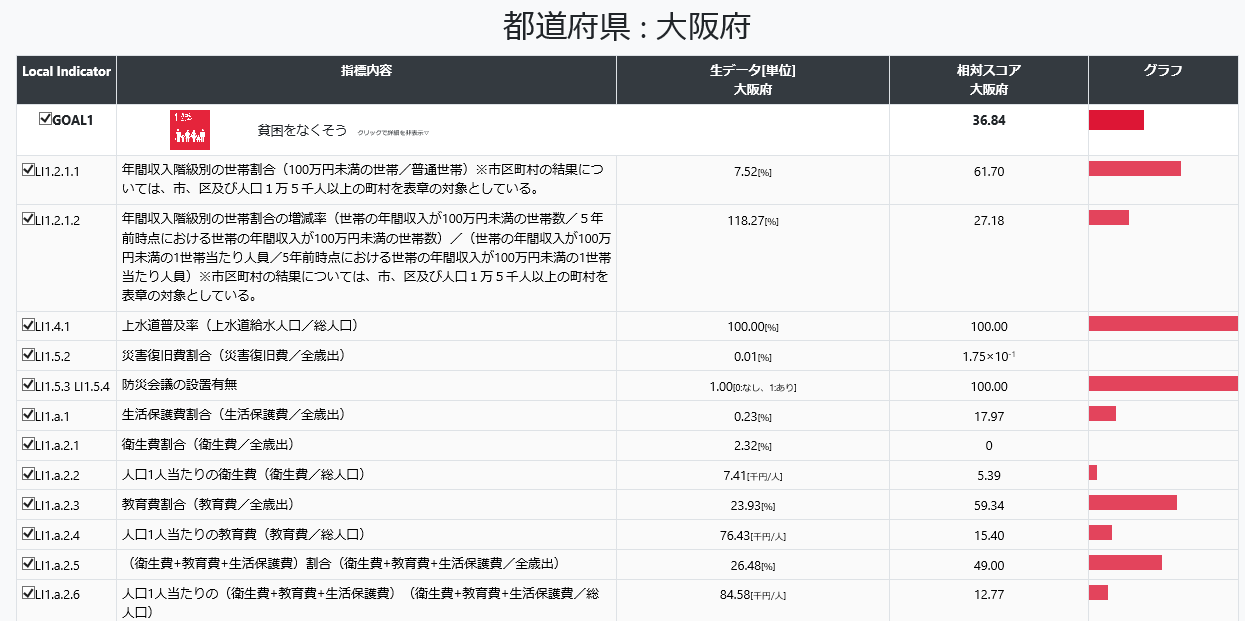 都道府県 : 大阪府
Local Indicator 指標内容 生データ[単位] 相対スコア グラフ
大阪府 大阪府
GOAL1 貧困をなくそう クリックで詳細を非表示▽ 36.84
LI1.2.1.1 年間収入階級別の世帯割合（100万円未満の世帯／普通世帯）※市区町村の結果につ 7.52[%] 61.70
いては、市、区及び人口１万５千人以上の町村を表章の対象としている。
LI1.2.1.2 年間収入階級別の世帯割合の増減率（世帯の年間収入が100万円未満の世帯数／５年 118.27[%] 27.18
前時点における世帯の年間収入が100万円未満の世帯数）／（世帯の年間収入が100万
円未満の1世帯当たり人員／5年前時点における世帯の年間収入が100万円未満の1世帯
当たり人員）※市区町村の結果については、市、区及び人口１万５千人以上の町村を
表章の対象としている。
LI1.4.1 上水道普及率（上水道給水人口／総人口） 100.00[%] 100.00
LI1.5.2 災害復旧費割合（災害復旧費／全歳出） 0.01[%] 1.75×10⁻¹
LI1.5.3 LI1.5.4 防災会議の設置有無 1.00[0:なし、1:あり] 100.00
LI1.a.1 生活保護費割合（生活保護費／全歳出） 0.23[%] 17.97
LI1.a.2.1 衛生費割合（衛生費／全歳出） 2.32[%] 0
LI1.a.2.2 人口1人当たりの衛生費（衛生費／総人口） 7.41[千円/人] 5.39
LI1.a.2.3 教育費割合（教育費／全歳出） 23.93[%] 59.34
LI1.a.2.4 人口1人当たりの教育費（教育費／総人口） 76.43[千円/人] 15.40
LI1.a.2.5 （衛生費+教育費+生活保護費）割合（衛生費+教育費+生活保護費／全歳出） 26.48[%] 49.00
LI1.a.2.6 人口1人当たりの（衛生費+教育費+生活保護費）（衛生費+教育費+生活保護費／総 84.58[千円/人] 12.77
人口）